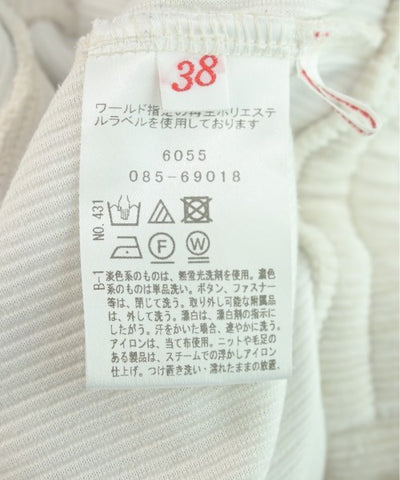 38
ワールド指定の再生ポリエステ
ルラベルを使用しております
6055
085-69018
F W
B-1 NO.431
淡色系のものは、無蛍光洗剤を使用。濃色
系のものは単品洗い。ボタン、ファスナー
等は、閉じて洗う。取り外し可能な附属品
は、外して洗う。漂白は、漂白剤の指示に
したがう。汗をかいた場合、速やかに洗う。
アイロンは、当て布使用。ニットや毛足の
ある製品は、スチームでの浮かしアイロン
仕上げ。つけ置き洗い・濡れたままの放置、